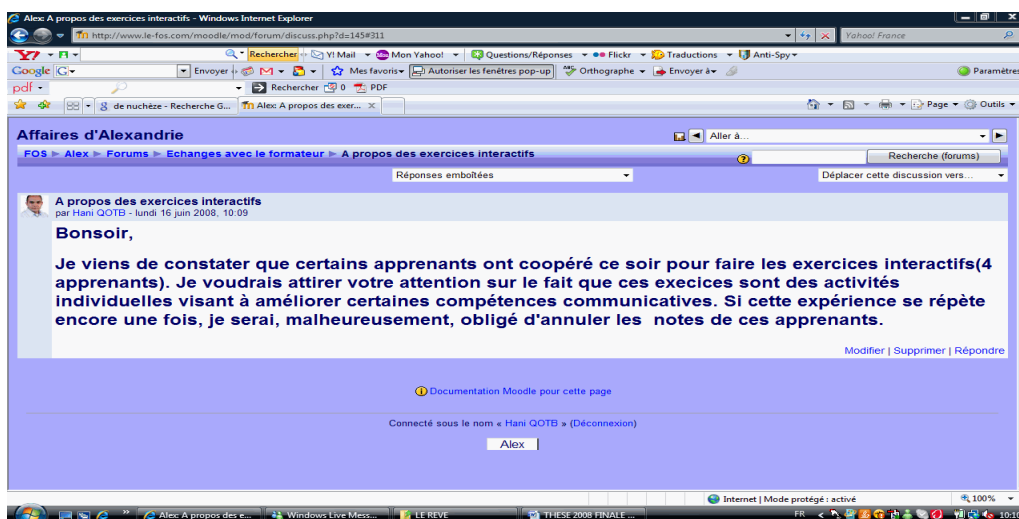 Alex: A propos des exercices interactifs - Windows Internet Explorer
http://www.le-fos.com/moodle/mod/forum/discuss.php?d=145#311
Yahoo! France
Rechercher Y! Mail Mon Yahoo! Questions/Réponses Flickr Traductions Anti-Spy
Google Envoyer Mes favoris Autoriser les fenêtres pop-up Orthographe Envoyer à Paramètres
pdf Rechercher 0 PDF
de nuchèze - Recherche G... Alex: A propos des exer... Page Outils
Affaires d'Alexandrie
Aller à...
FOS ► Alex ► Forums ► Echanges avec le formateur ► A propos des exercices interactifs
Recherche (forums)
Réponses emboîtées
Déplacer cette discussion vers...
A propos des exercices interactifs
par Hani QOTB - lundi 16 juin 2008, 10:09
Bonsoir,
Je viens de constater que certains apprenants ont coopéré ce soir pour faire les exercices interactifs(4
apprenants). Je voudrais attirer votre attention sur le fait que ces execices sont des activités
individuelles visant à améliorer certaines compétences communicatives. Si cette expérience se répète
encore une fois, je serai, malheureusement, obligé d'annuler les notes de ces apprenants.
Modifier | Supprimer | Répondre
Documentation Moodle pour cette page
Connecté sous le nom « Hani QOTB » (Déconnexion)
Alex
Internet | Mode protégé : activé
100%
Alex: A propos des e... Windows Live Mess... LE REVE THESE 2008 FINALE ... FR 10:10